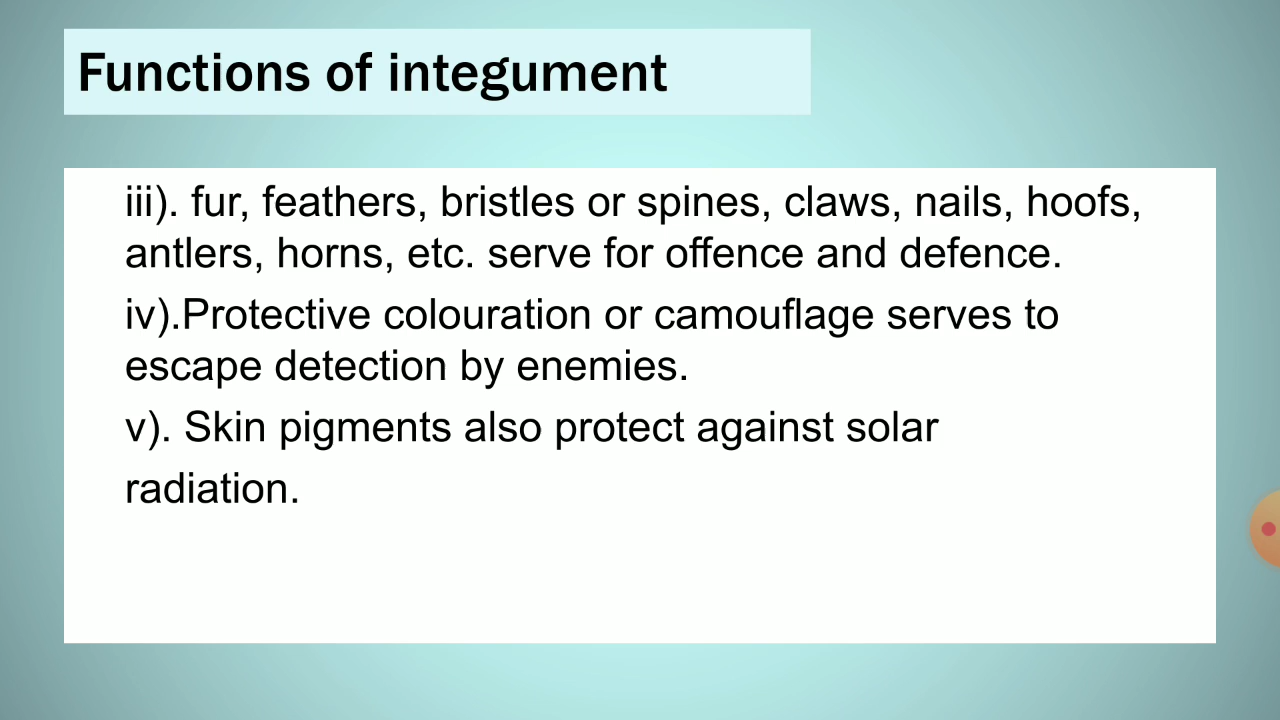 Functions of integument
iii). fur, feathers, bristles or spines, claws, nails, hoofs,
antlers, horns, etc. serve for offence and defence.
iv).Protective colouration or camouflage serves to
escape detection by enemies.
v). Skin pigments also protect against solar
radiation.